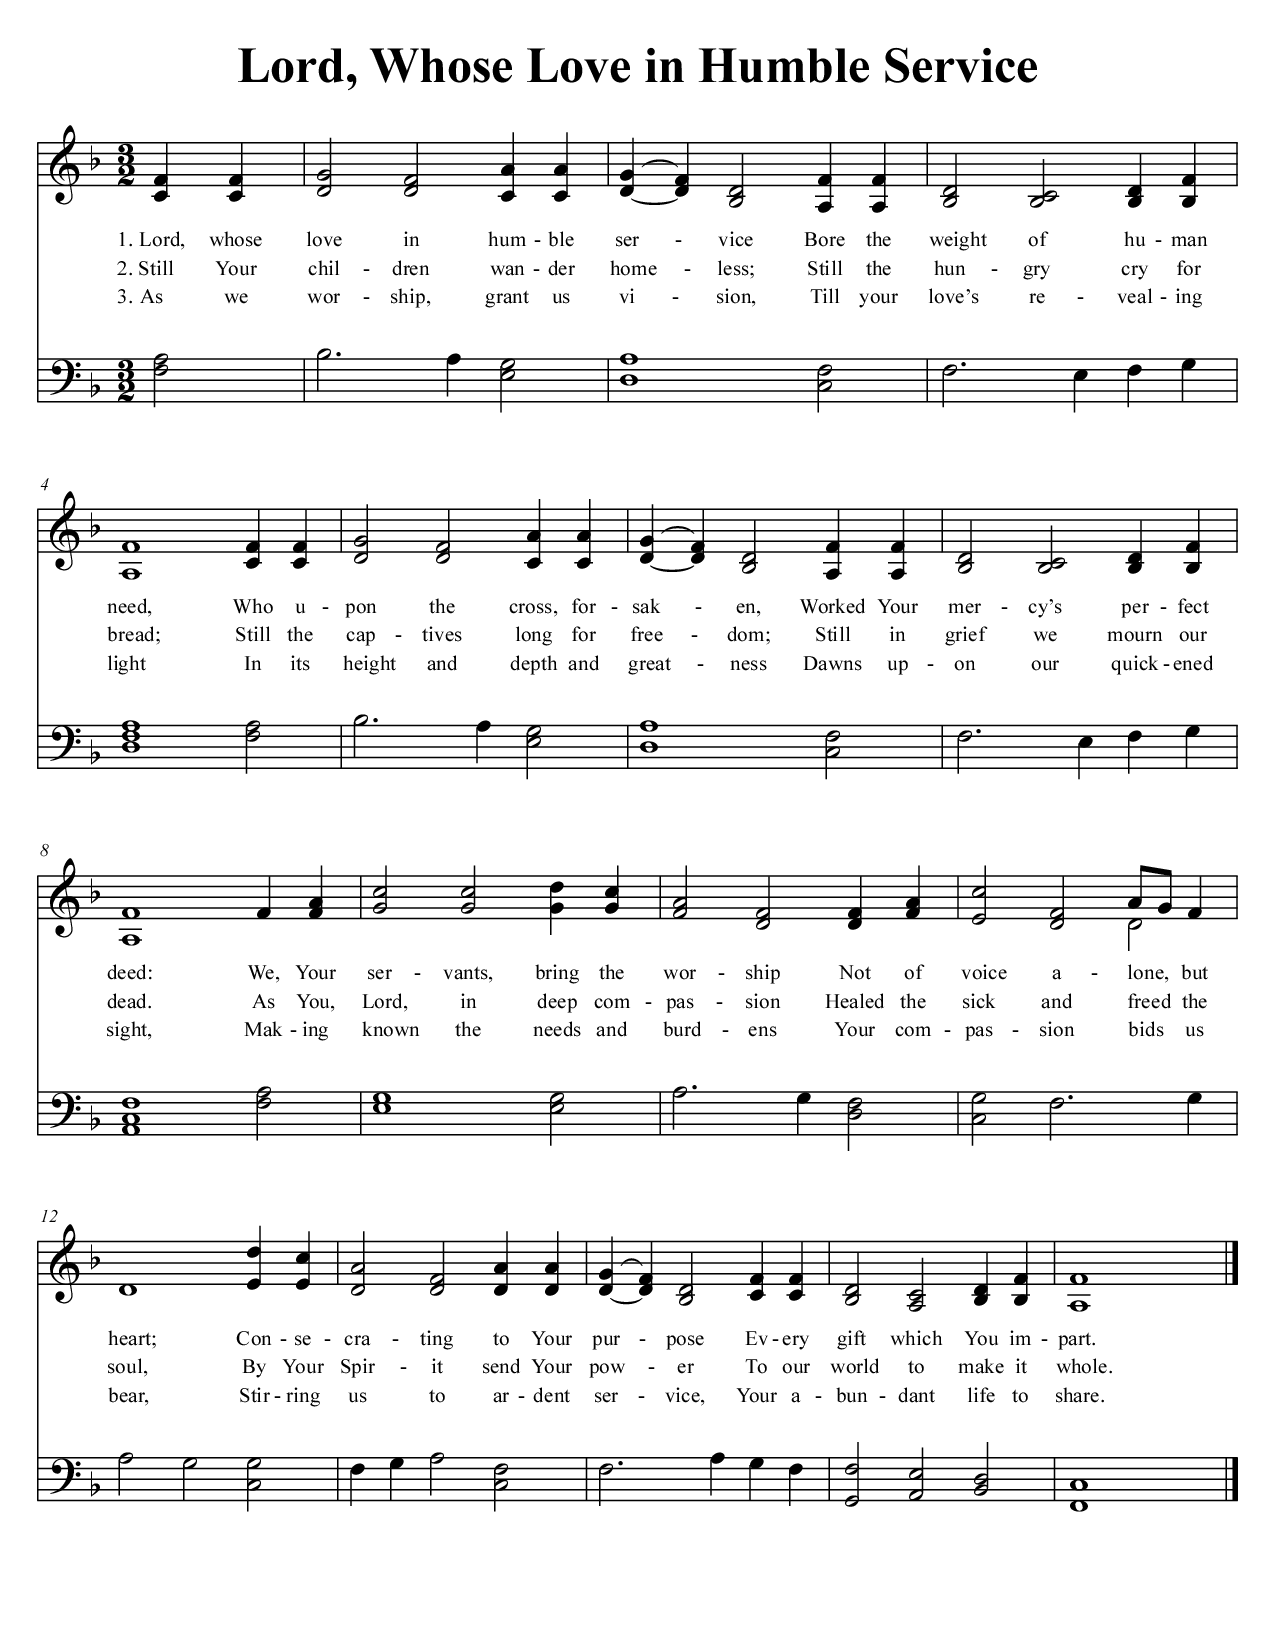 Lord, Whose Love in Humble Service
3 2
1. Lord, whose love in hum - ble ser - vice Bore the weight of hu - man
2. Still Your chil - dren wan - der home - less; Still the hun - gry cry for
3. As we wor - ship, grant us vi - sion, Till your love’s re - veal - ing
3 2
4
need, Who u - pon the cross, for - sak - en, Worked Your mer - cy’s per - fect
bread; Still the cap - tives long for free - dom; Still in grief we mourn our
light In its height and depth and great - ness Dawns up - on our quick - ened
8
deed: We, Your ser - vants, bring the wor - ship Not of voice a - lone, but
dead. As You, Lord, in deep com - pas - sion Healed the sick and freed the
sight, Mak - ing known the needs and burd - ens Your com - pas - sion bids us
12
heart; Con - se - cra - ting to Your pur - pose Ev - ery gift which You im - part.
soul, By Your Spir - it send Your pow - er To our world to make it whole.
bear, Stir - ring us to ar - dent ser - vice, Your a - bun - dant life to share.